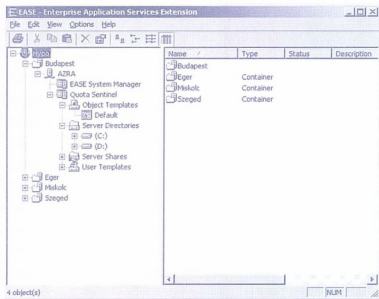 EASE - Enterprise Application Services Extension
File Edit View Options Help
Hypo
Budapest
AZRA
EASE System Manager
Quota Sentinel
Object Templates
Default
Server Directories
(C:)
(D:)
Server Shares
User Templates
Eger
Miskolc
Szeged
Name Type Status Description
Budapest
Eger Container
Miskolc Container
Szeged Container
4 object(s) NUM